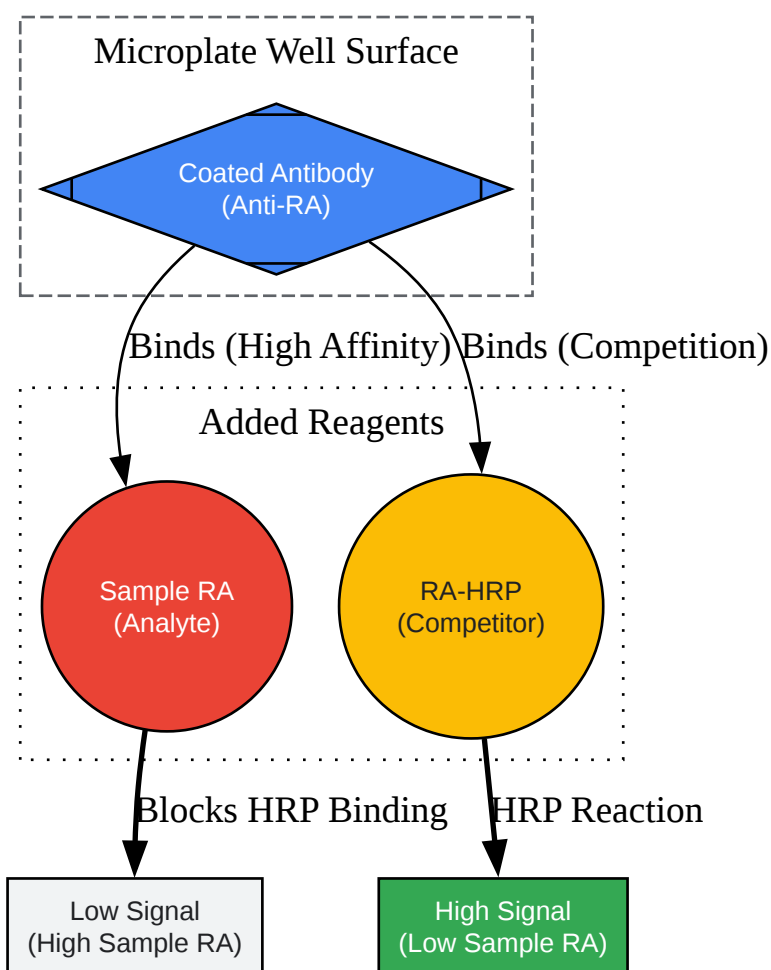 Microplate Well Surface
Coated Antibody
(Anti-RA)
Binds (High Affinity)
Binds (Competition)
Added Reagents
Sample RA
(Analyte)
RA-HRP
(Competitor)
Blocks HRP Binding
HRP Reaction
Low Signal
(High Sample RA)
High Signal
(Low Sample RA)